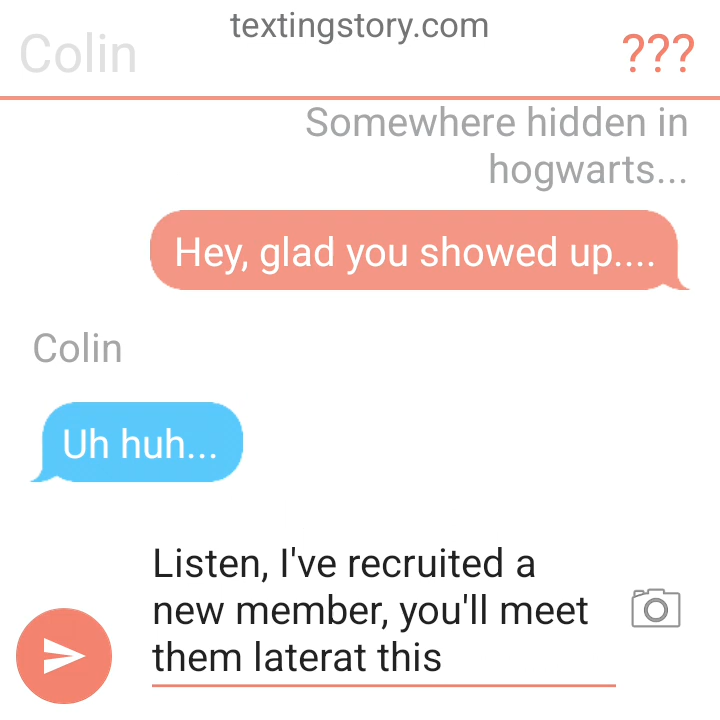 textingstory.com
Colin
???
Somewhere hidden in
hogwarts...
Hey, glad you showed up....
Colin
Uh huh...
Listen, I've recruited a
new member, you'll meet
them laterat this